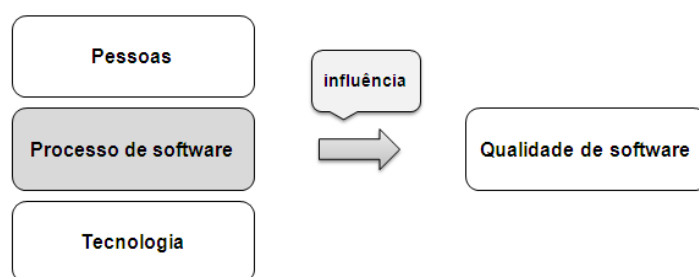 Pessoas
influência
Processo de software
Qualidade de software
Tecnologia